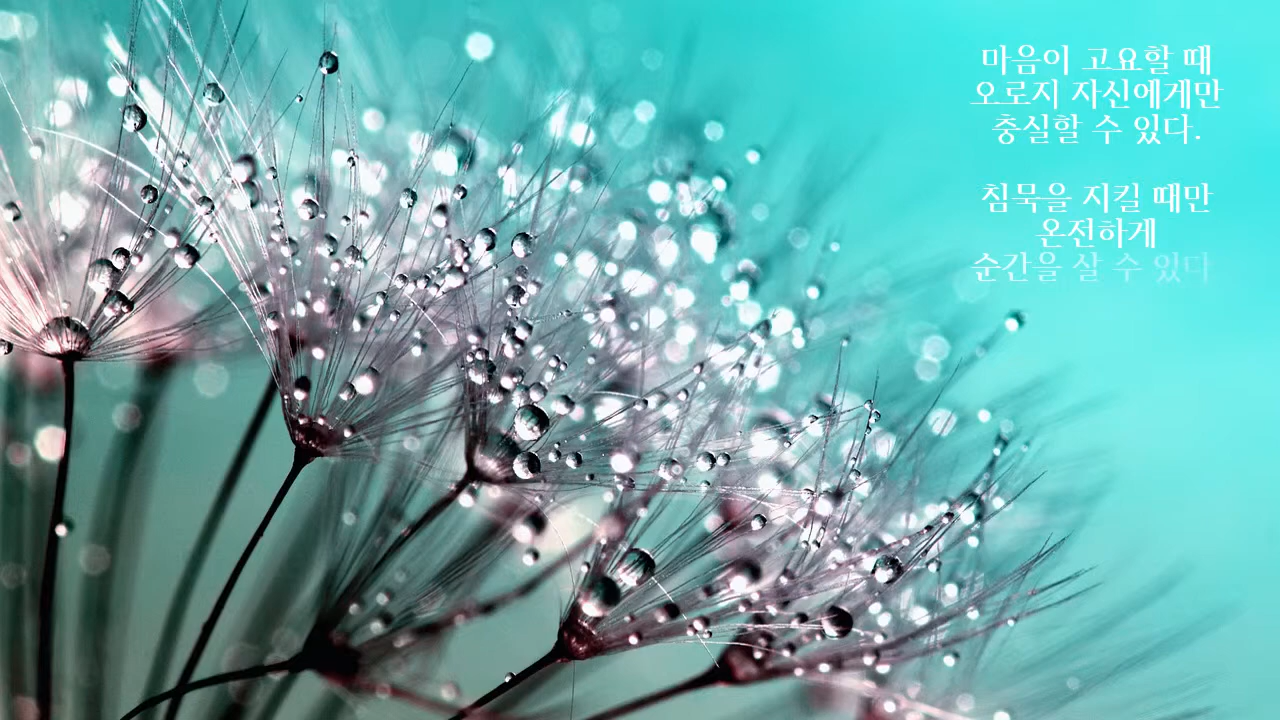 마음이 고요할 때
오로지 자신에게만
충실할 수 있다.
침묵을 지킬 때만
온전하게
순간을 살 수 있다